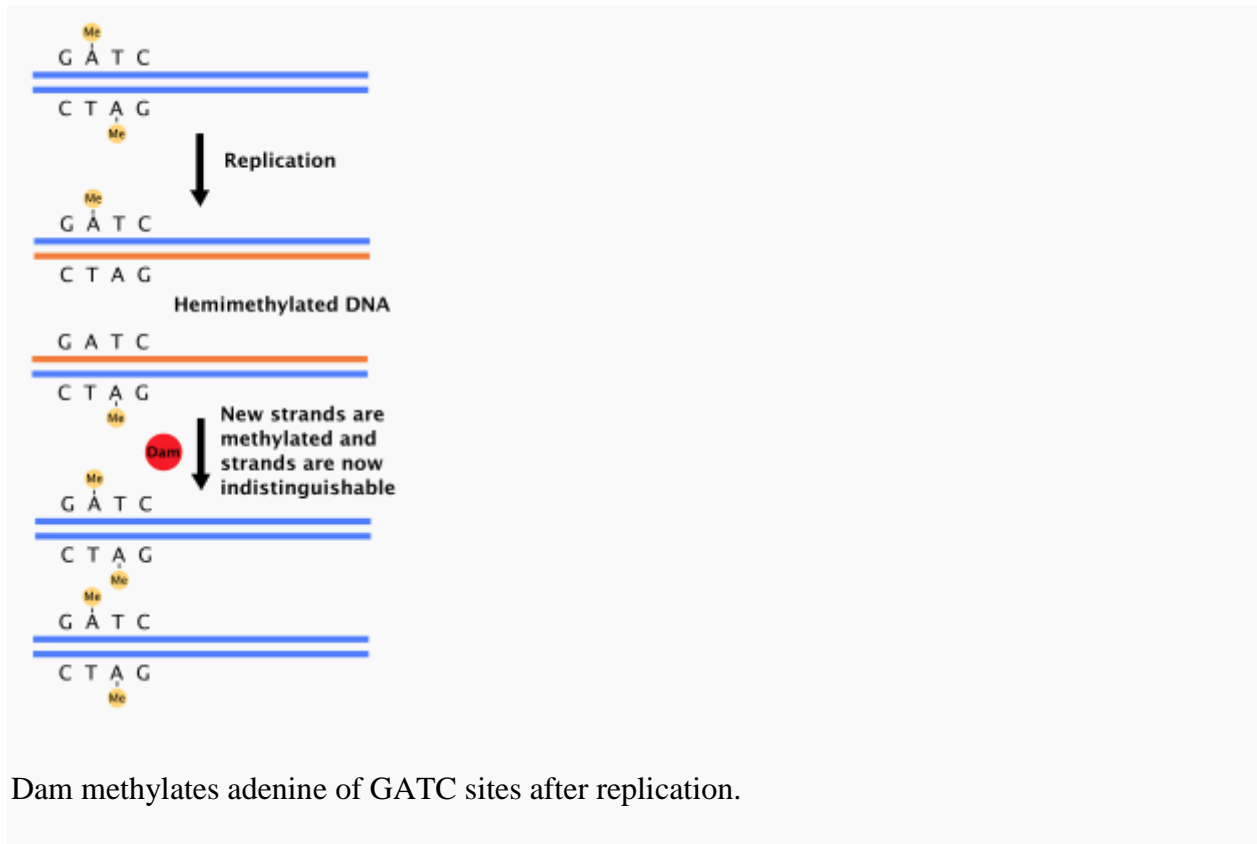 Me
G A T C
C T A G
Me
Replication
Me
G A T C
C T A G
Hemimethylated DNA
G A T C
C T A G
Me
Dam
New strands are
methylated and
strands are now
indistinguishable
Me
G A T C
C T A G
Me
Me
G A T C
C T A G
Me
Dam methylates adenine of GATC sites after replication.